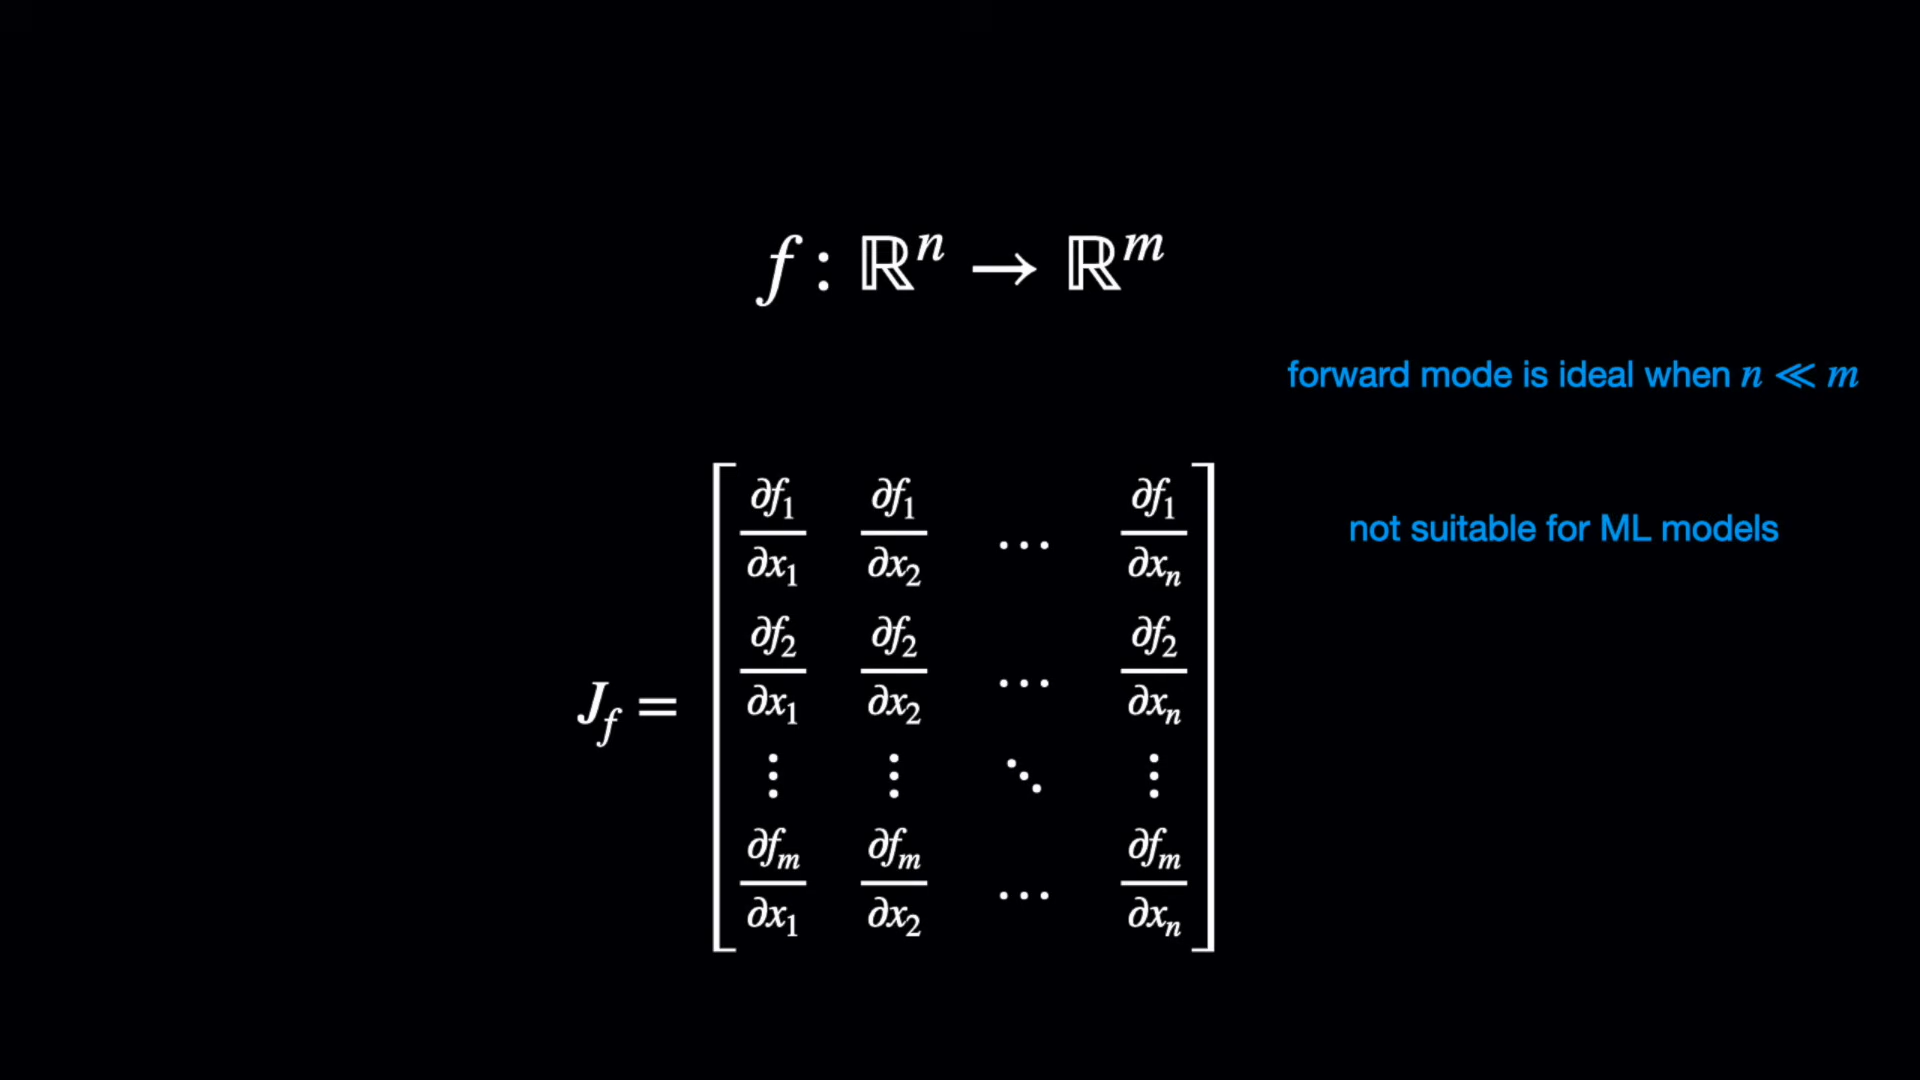 f : ℝⁿ → ℝᵐ
forward mode is ideal when n ≪ m
not suitable for ML models
∂f₁/∂x₁ ∂f₁/∂x₂ ⋯ ∂f₁/∂xₙ
∂f₂/∂x₁ ∂f₂/∂x₂ ⋯ ∂f₂/∂xₙ
J_f =
⋮ ⋮ ⋱ ⋮
∂fₘ/∂x₁ ∂fₘ/∂x₂ ⋯ ∂fₘ/∂xₙ